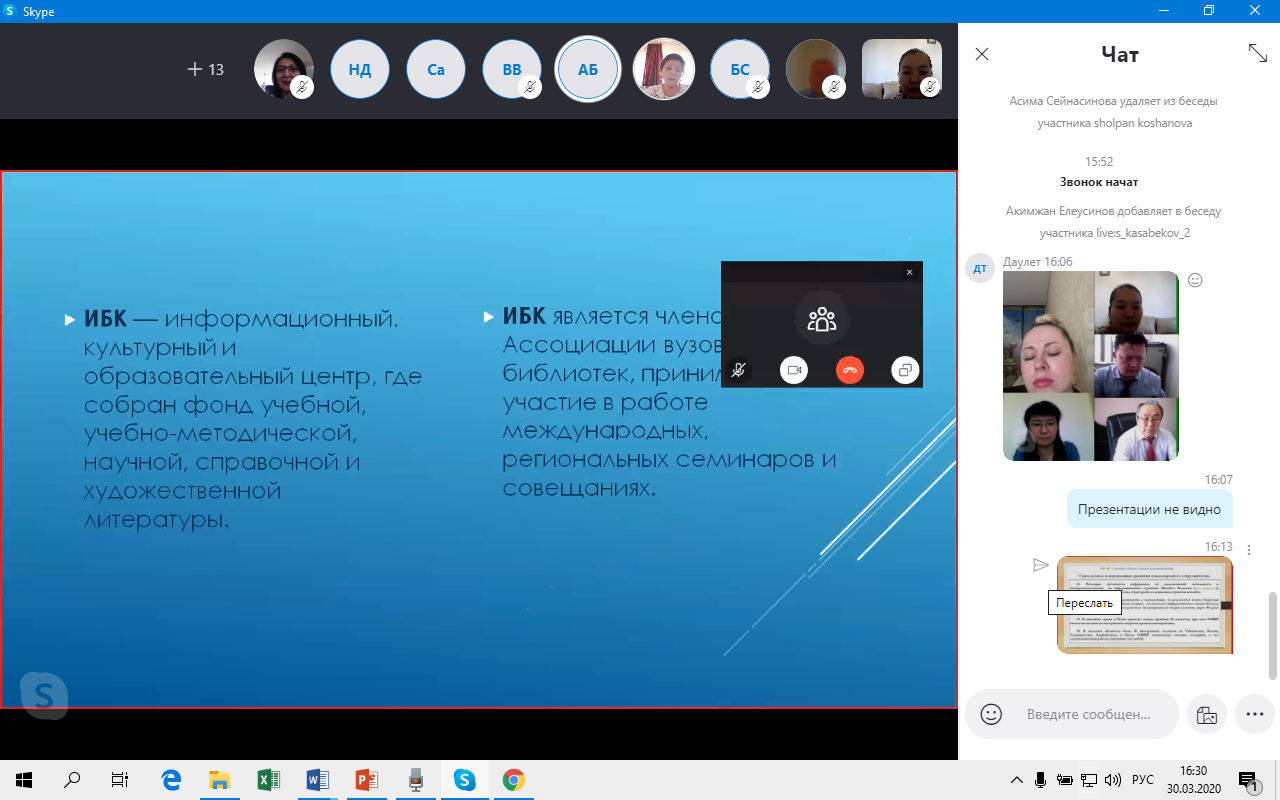 Skype
+ 13
НД
Са
ВВ
АБ
БС
ИБК — информационный,
культурный и
образовательный центр, где
собран фонд учебной,
учебно-методической,
научной, справочной и
художественной
литературы.
ИБК является члено
Ассоциации вузов
библиотек, приним
участие в работе
международных,
региональных семинаров и
совещаниях.
Чат
Асима Сейнасинова удаляет из беседы
участника sholpan koshanova
15:52
Звонок начат
Акимжан Елеусинов добавляет в беседу
участника live:s_kasabekov_2
ДТ
Даулет 16:06
16:07
Презентации не видно
16:13
Переслать
Введите сообщен...
РУС
16:30
30.03.2020
1